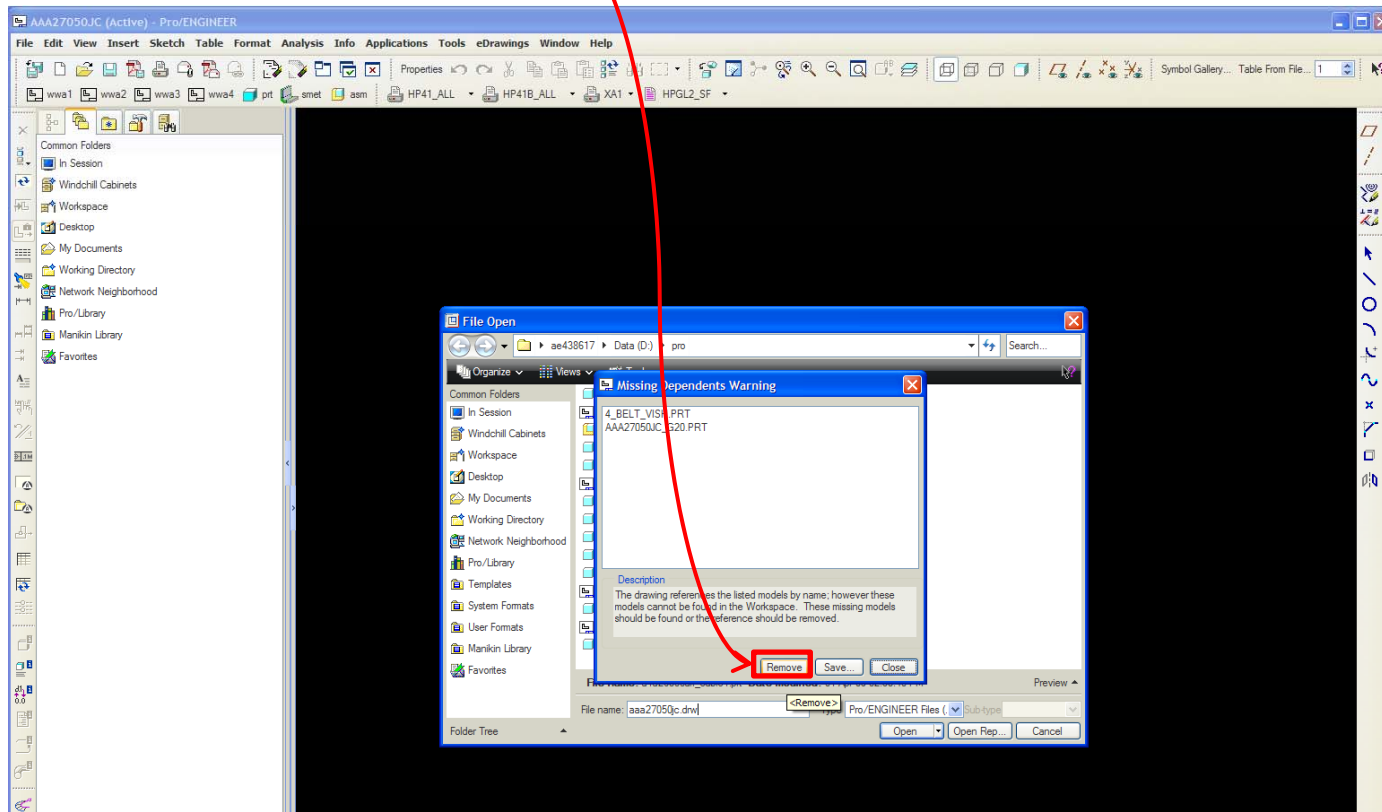 AAA27050JC (Active) - Pro/ENGINEER
File Edit View Insert Sketch Table Format Analysis Info Applications Tools eDrawings Window Help
Properties Symbol Gallery... Table From File... 1
wwa1 wwa2 wwa3 wwa4 prt smet asm HP41_ALL HP41B_ALL XA1 HPGL2_SF
Common Folders
In Session
Windchill Cabinets
Workspace
Desktop
My Documents
Working Directory
Network Neighborhood
Pro/Library
Manikin Library
Favorites
File Open
ae438617 Data (D:) pro Search...
Organize Views
Common Folders
In Session
Windchill Cabinets
Workspace
Desktop
My Documents
Working Directory
Network Neighborhood
Pro/Library
Templates
System Formats
User Formats
Manikin Library
Favorites
Missing Dependents Warning
4_BELT_VISH.PRT
AAA27050JC_G20.PRT
Description
The drawing references the listed models by name; however these
models cannot be found in the Workspace. These missing models
should be found or the reference should be removed.
Remove Save... Close
<Remove>
Preview
File name: aaa27050jc.drw Type Pro/ENGINEER Files (. Sub-type
Folder Tree Open Open Rep... Cancel